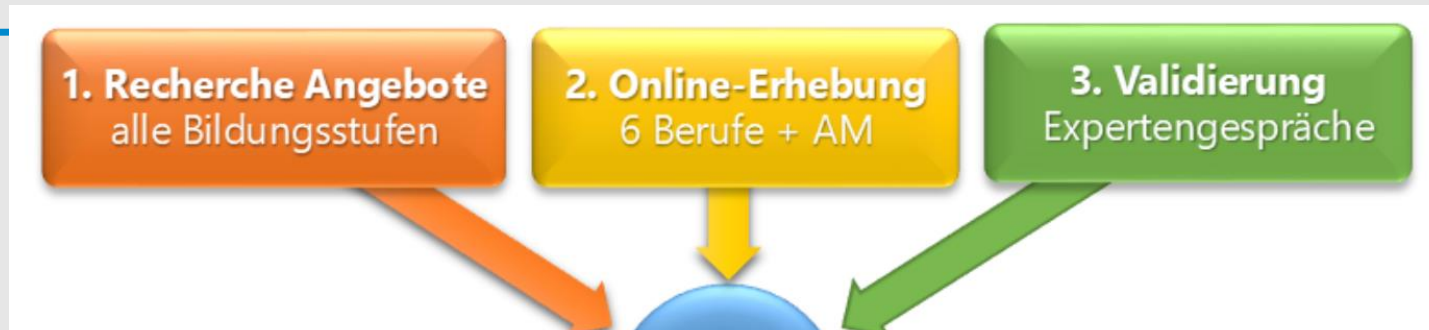 1. Recherche Angebote
alle Bildungsstufen
2. Online-Erhebung
6 Berufe + AM
3. Validierung
Expertengespräche